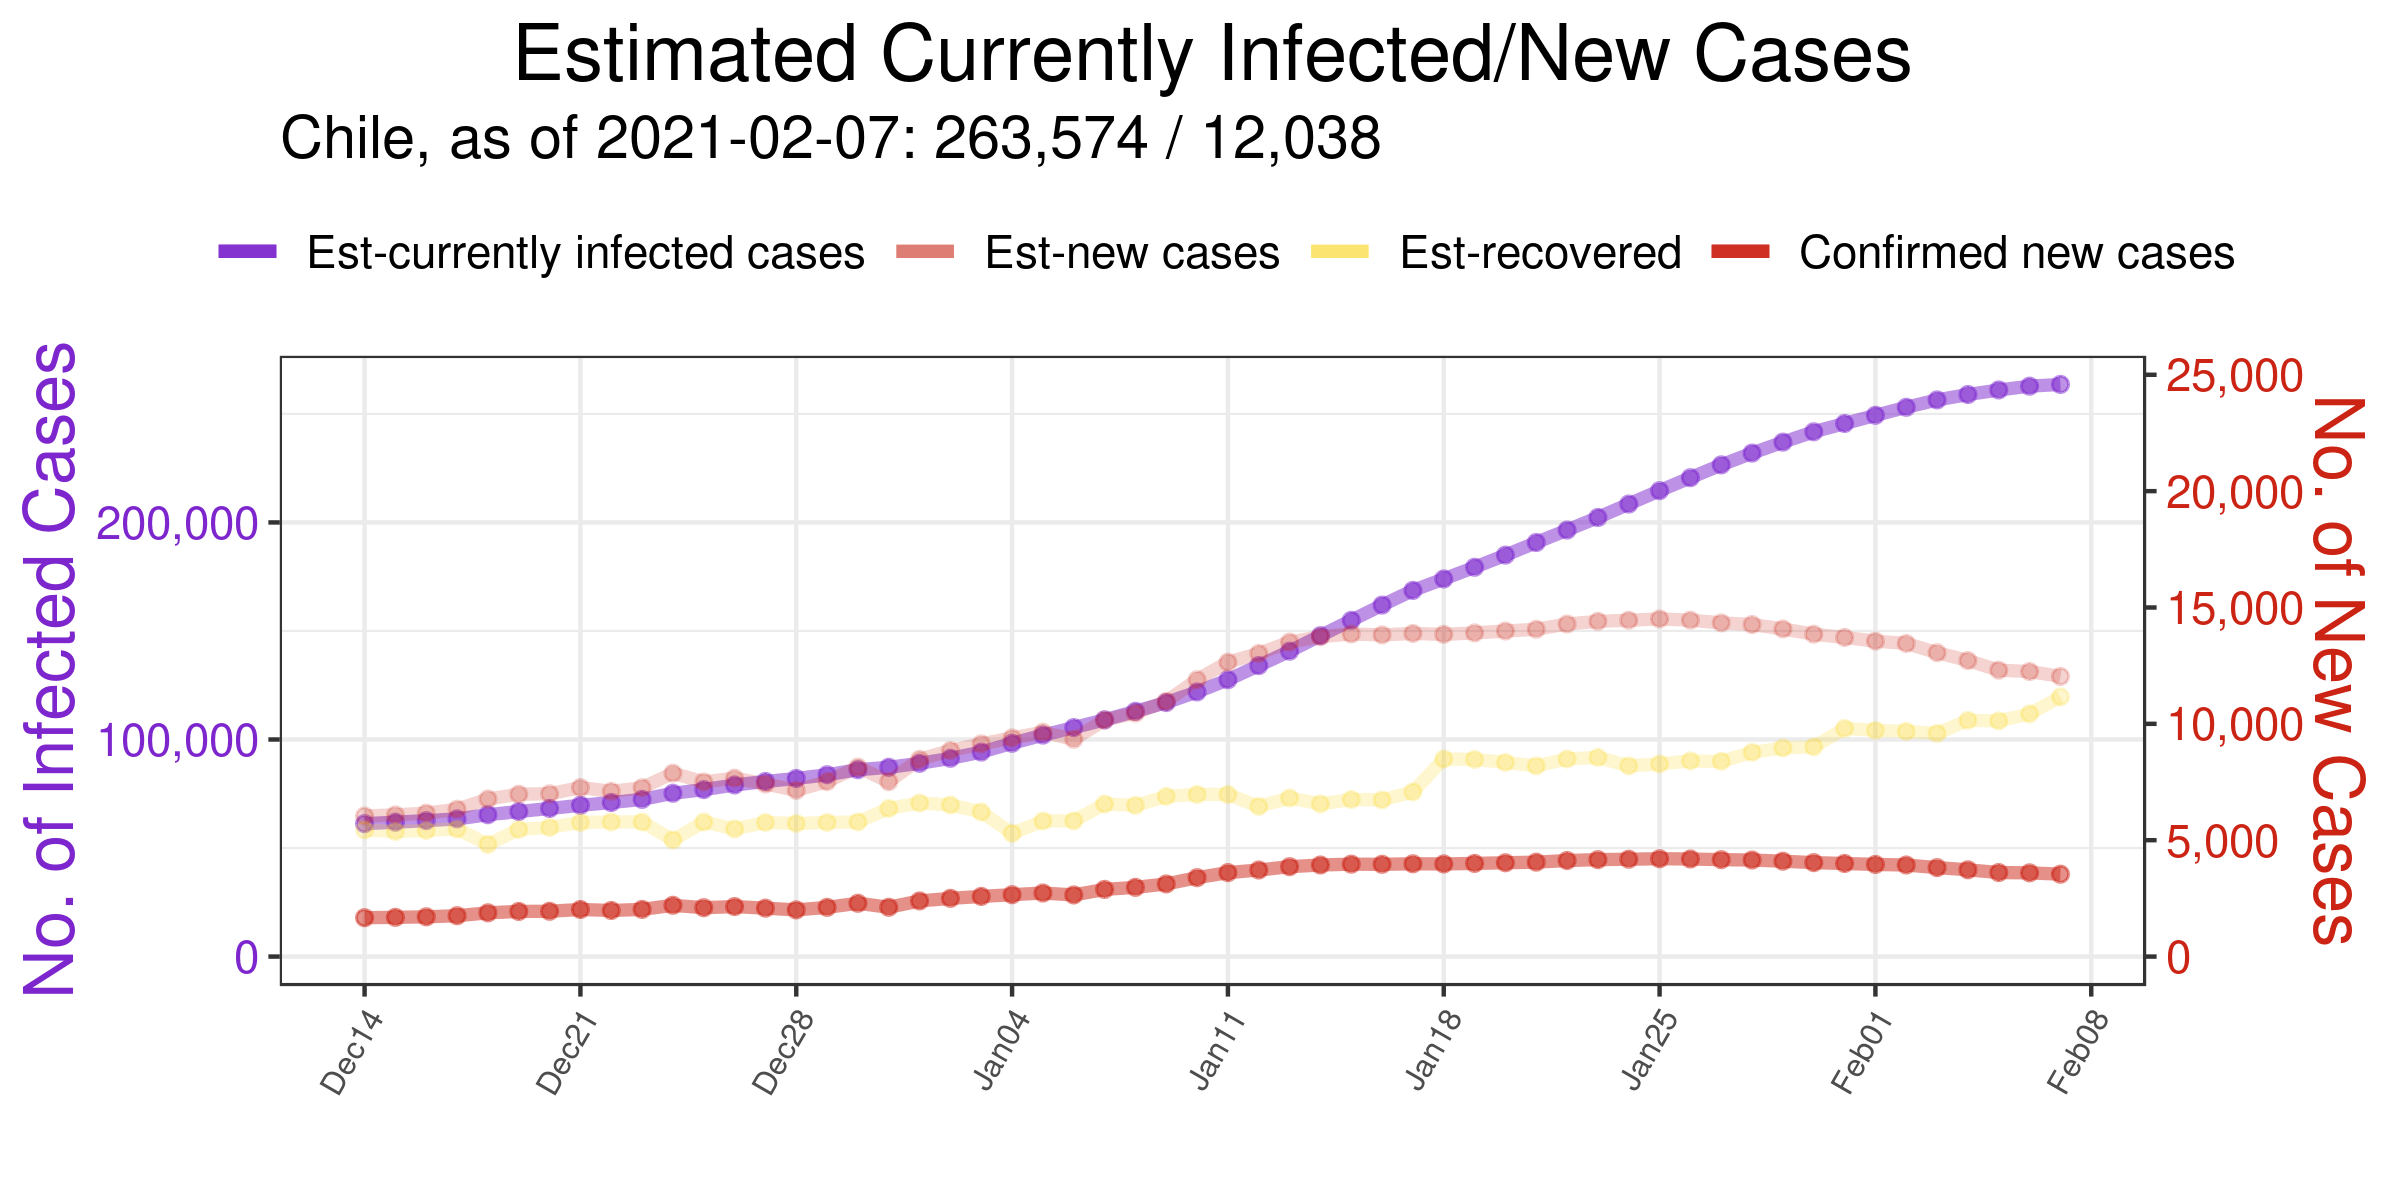 Estimated Currently Infected/New Cases
Chile, as of 2021-02-07: 263,574 / 12,038
Est-currently infected cases Est-new cases Est-recovered Confirmed new cases
No. of Infected Cases
200,000
100,000
0
25,000
20,000
15,000
10,000
5,000
0
No. of New Cases
Dec14 Dec21 Dec28 Jan04 Jan11 Jan18 Jan25 Feb01 Feb08